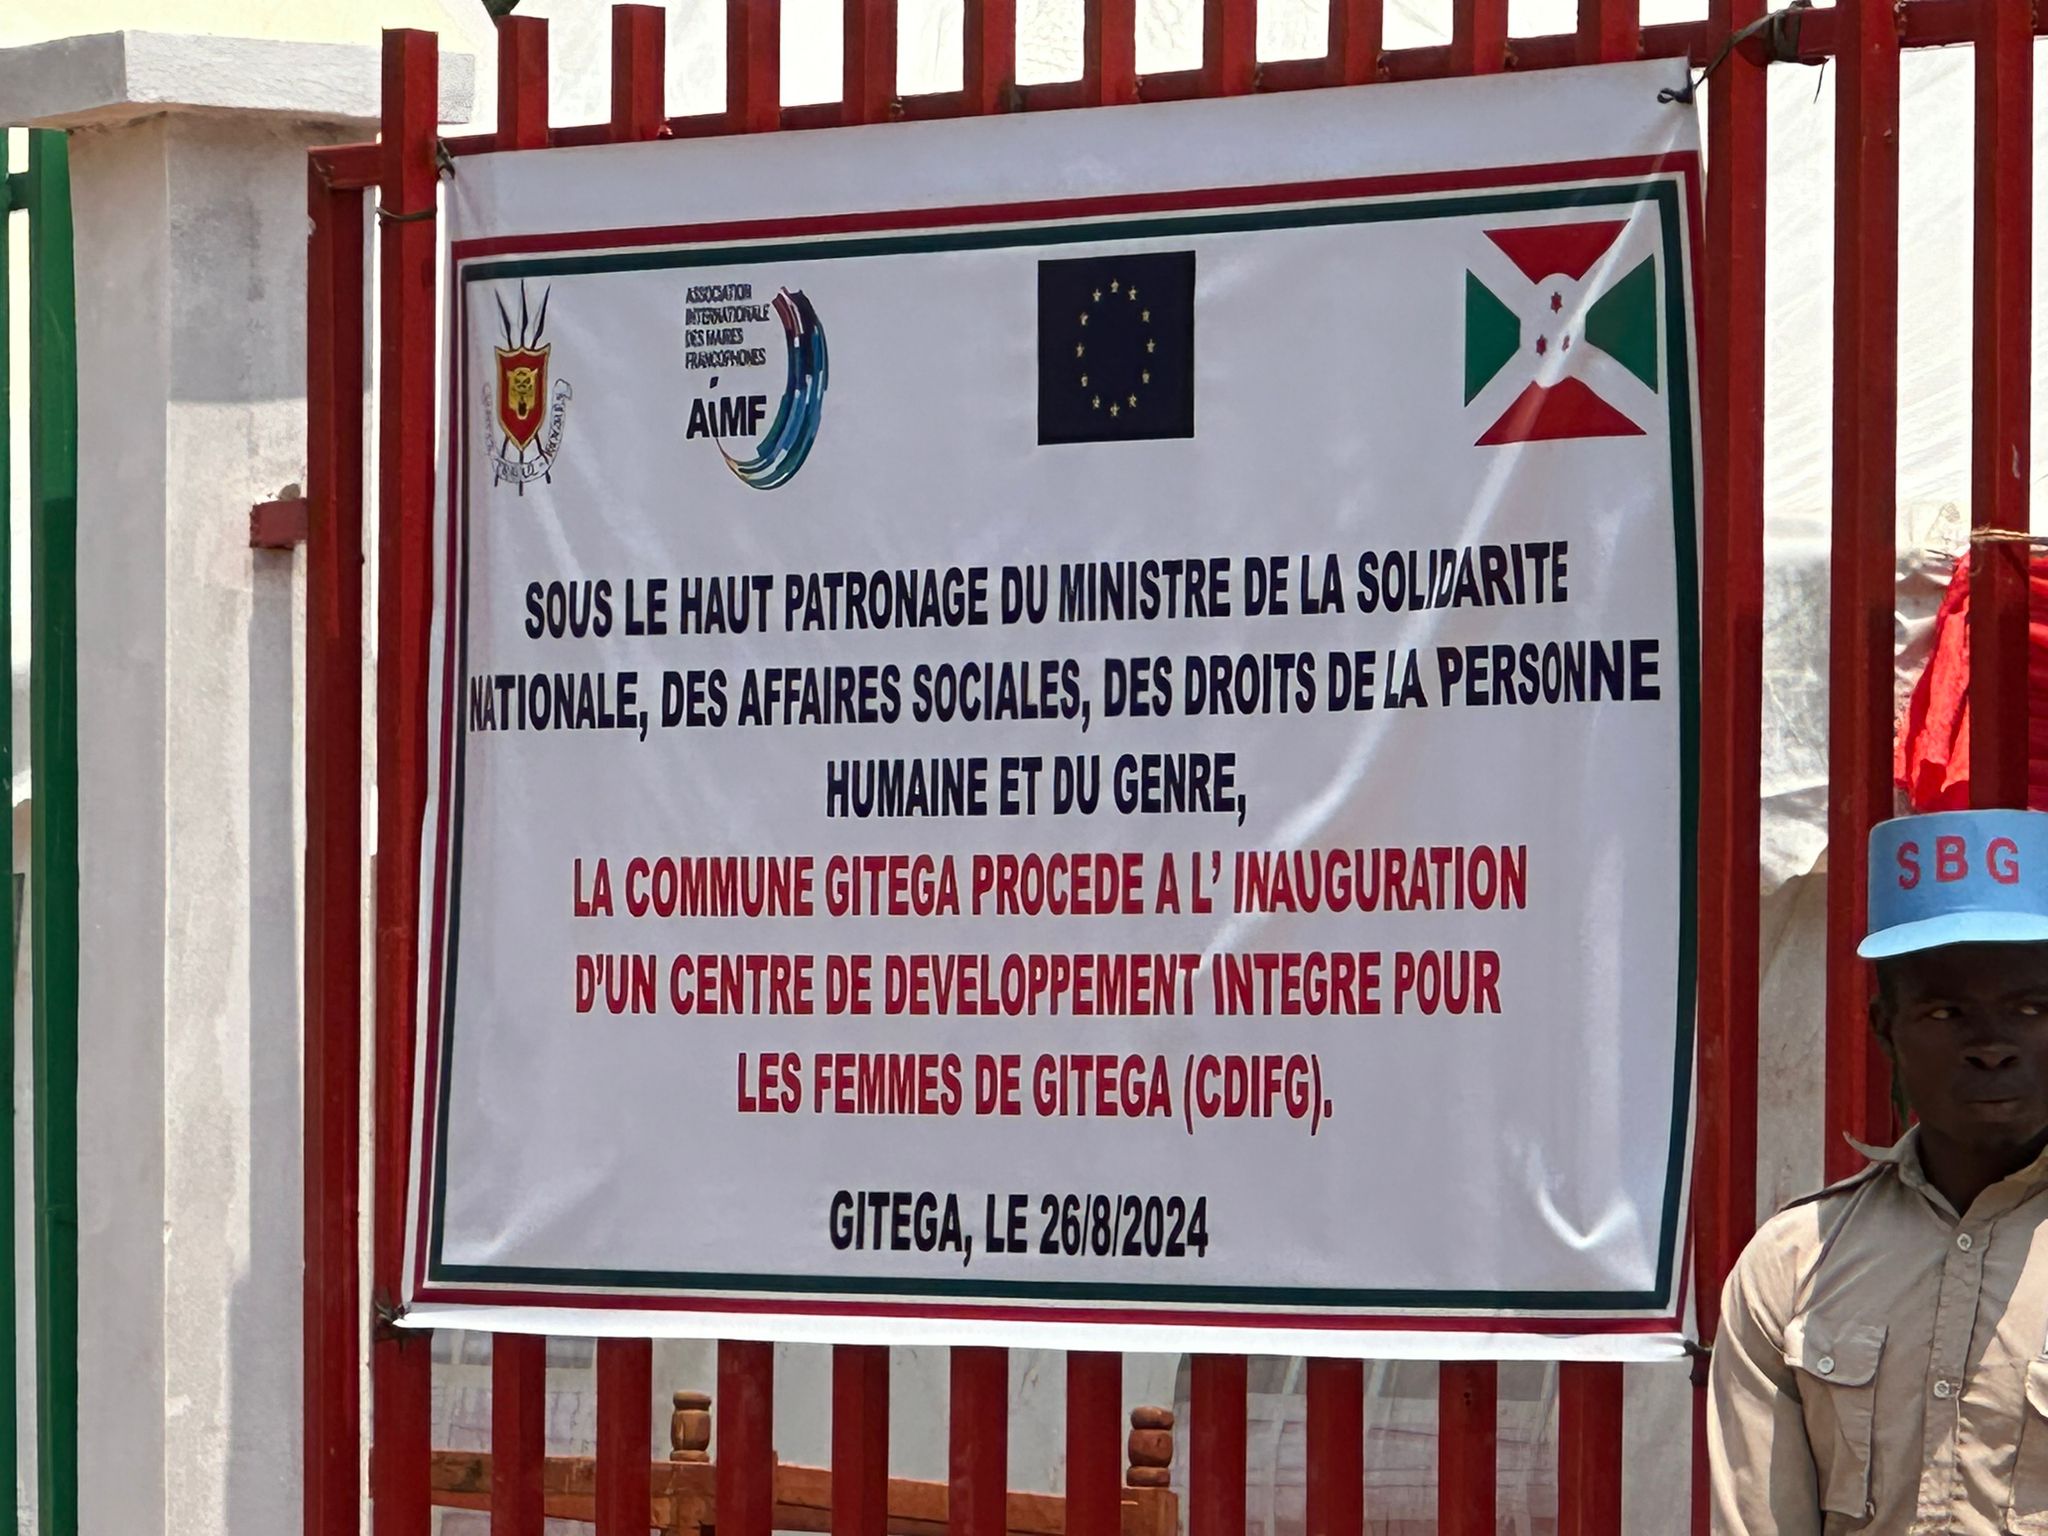 ASSOCIATION
INTERNATIONALE
DES MAIRES
FRANCOPHONES
AIMF
SOUS LE HAUT PATRONAGE DU MINISTRE DE LA SOLIDARITE
NATIONALE, DES AFFAIRES SOCIALES, DES DROITS DE LA PERSONNE
HUMAINE ET DU GENRE,
LA COMMUNE GITEGA PROCEDE A L' INAUGURATION
D'UN CENTRE DE DEVELOPPEMENT INTEGRE POUR
LES FEMMES DE GITEGA (CDIFG).
GITEGA, LE 26/8/2024
SBG